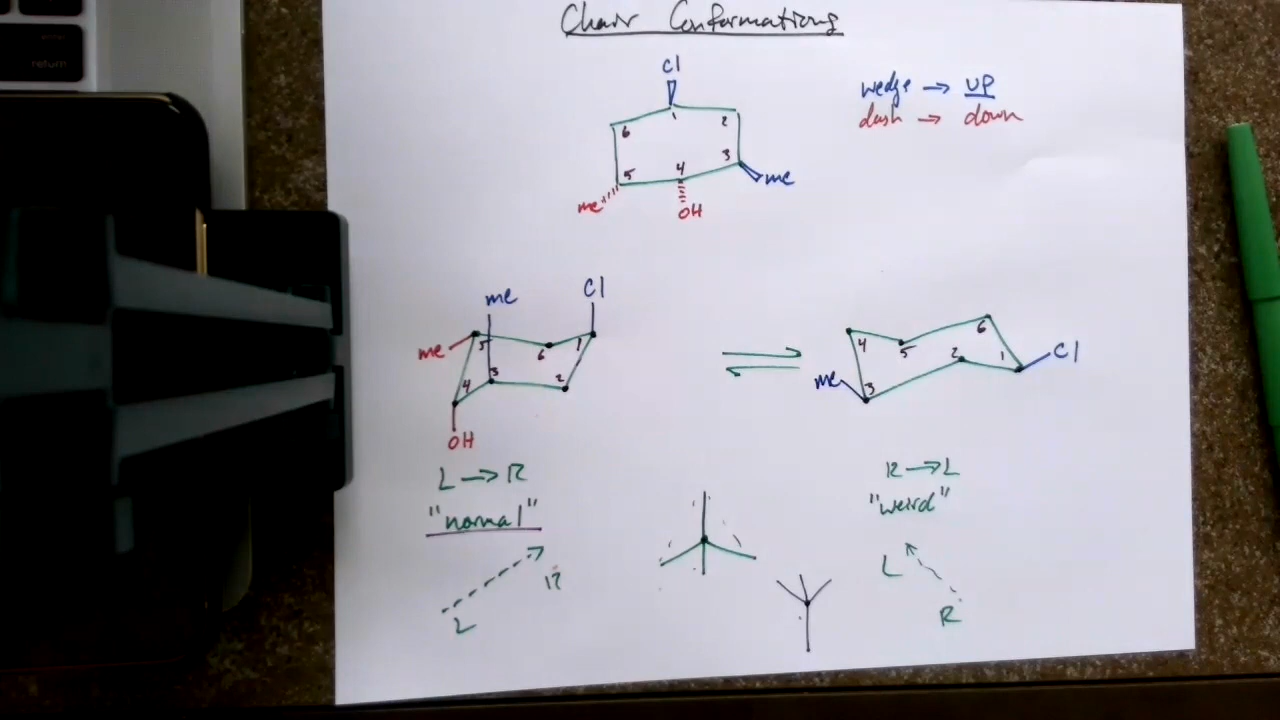 return
Chair Conformations
Cl
1 2
6
3
4
5
me
me
OH
wedge → UP
dash → down
me Cl
me 5 6 1
3
4 2
OH
L → R
"normal"
R
L
4 5 6
2 1 Cl
me 3
R → L
"weird"
L
R